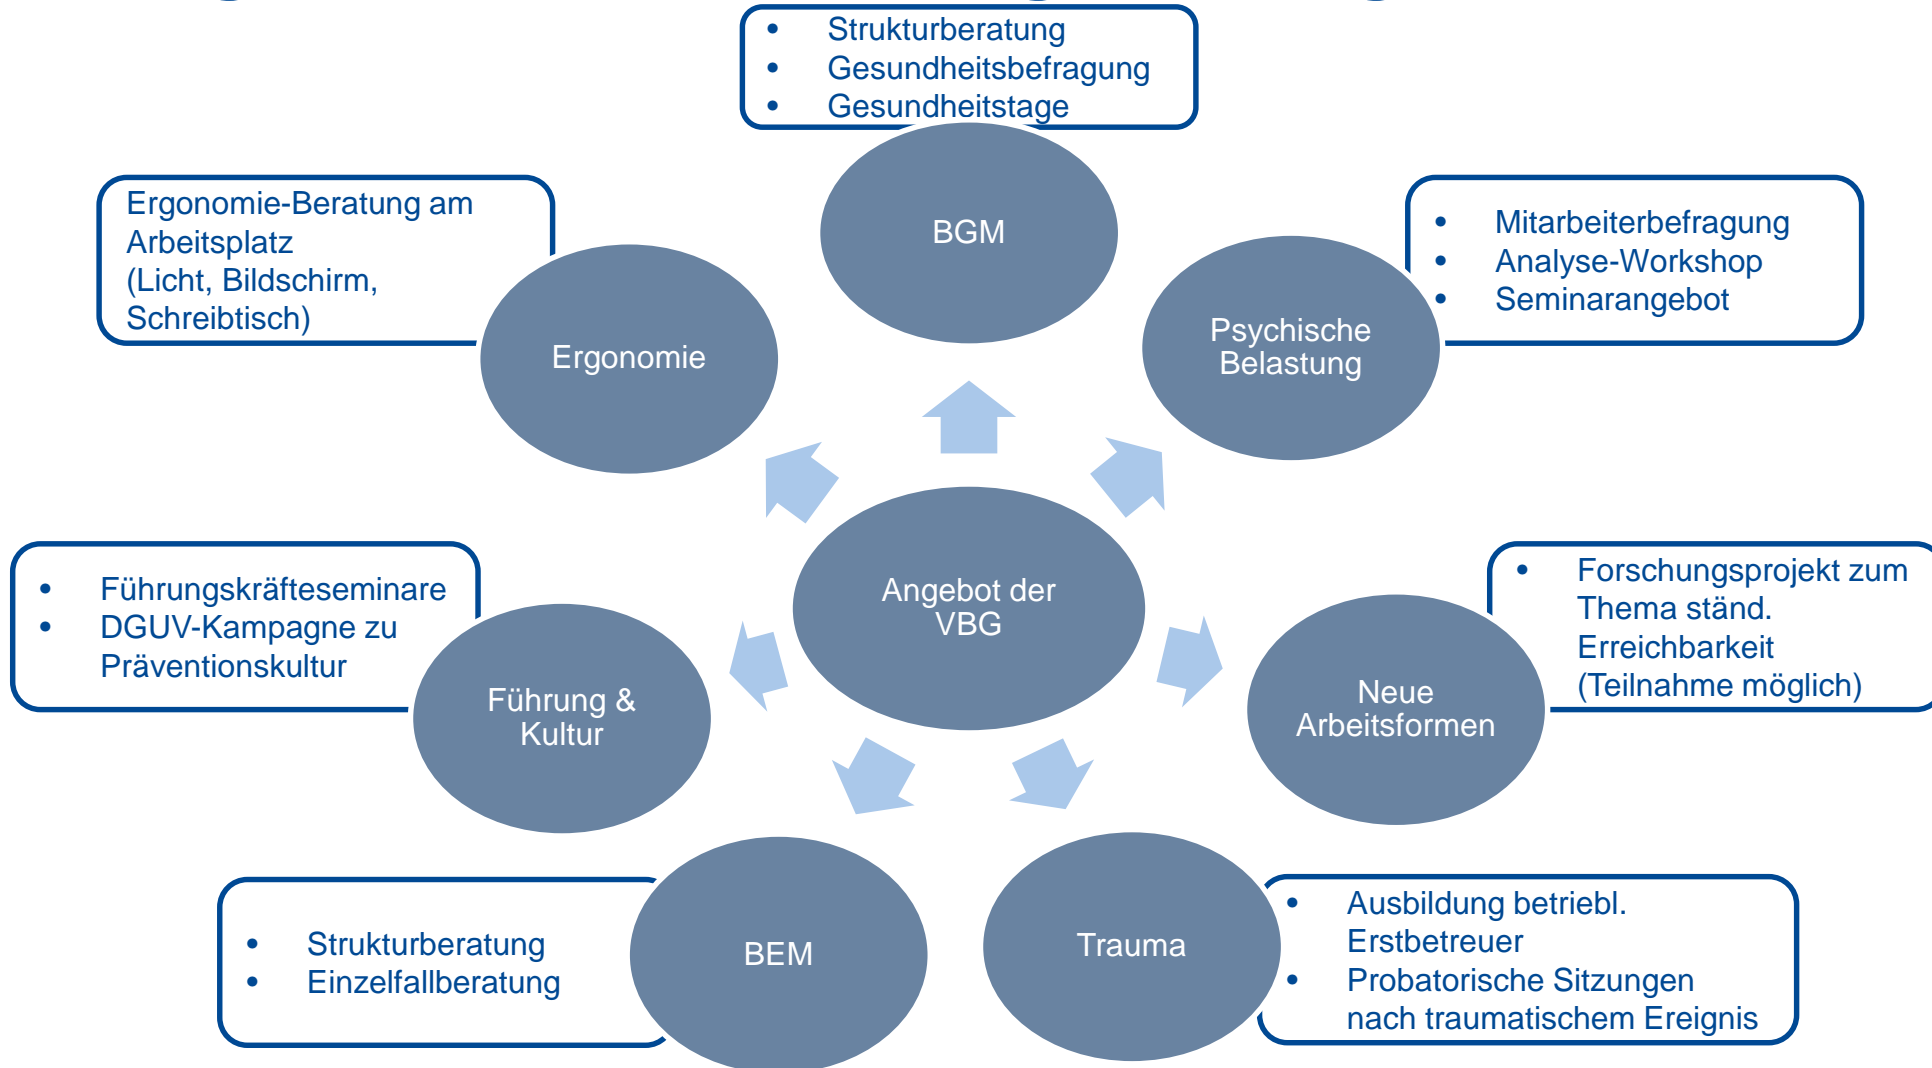 • Strukturberatung
• Gesundheitsbefragung
• Gesundheitstage
BGM
Ergonomie-Beratung am
Arbeitsplatz
(Licht, Bildschirm,
Schreibtisch)
Ergonomie
• Mitarbeiterbefragung
• Analyse-Workshop
• Seminarangebot
Psychische
Belastung
Angebot der
VBG
• Führungskräfteseminare
• DGUV-Kampagne zu
Präventionskultur
Führung &
Kultur
• Forschungsprojekt zum
Thema ständ.
Erreichbarkeit
(Teilnahme möglich)
Neue
Arbeitsformen
• Strukturberatung
• Einzelfallberatung
BEM
Trauma
• Ausbildung betriebl.
Erstbetreuer
• Probatorische Sitzungen
nach traumatischem Ereignis